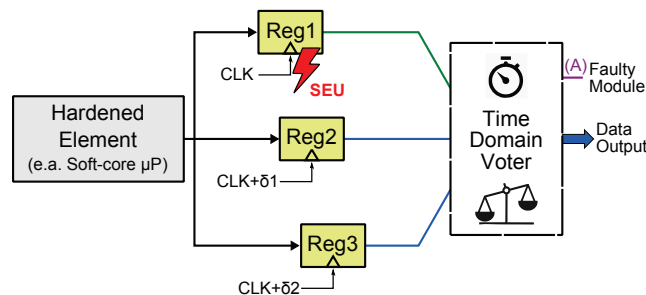 Reg1
CLK
SEU
Hardened
Element
(e.a. Soft-core μP)
Reg2
CLK+δ1
Reg3
CLK+δ2
Time
Domain
Voter
(A) Faulty
Module
Data
Output